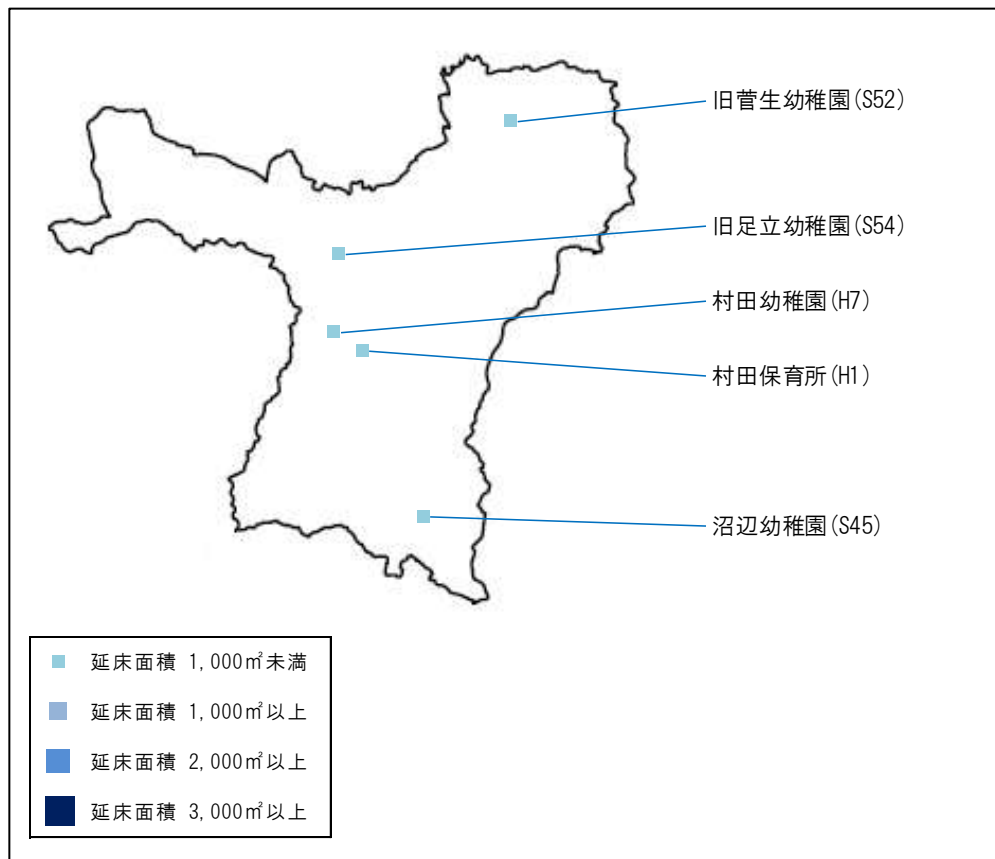 旧菅生幼稚園(S52)
旧足立幼稚園(S54)
村田幼稚園(H7)
村田保育所(H1)
沼辺幼稚園(S45)
延床面積 1,000㎡未満
延床面積 1,000㎡以上
延床面積 2,000㎡以上
延床面積 3,000㎡以上